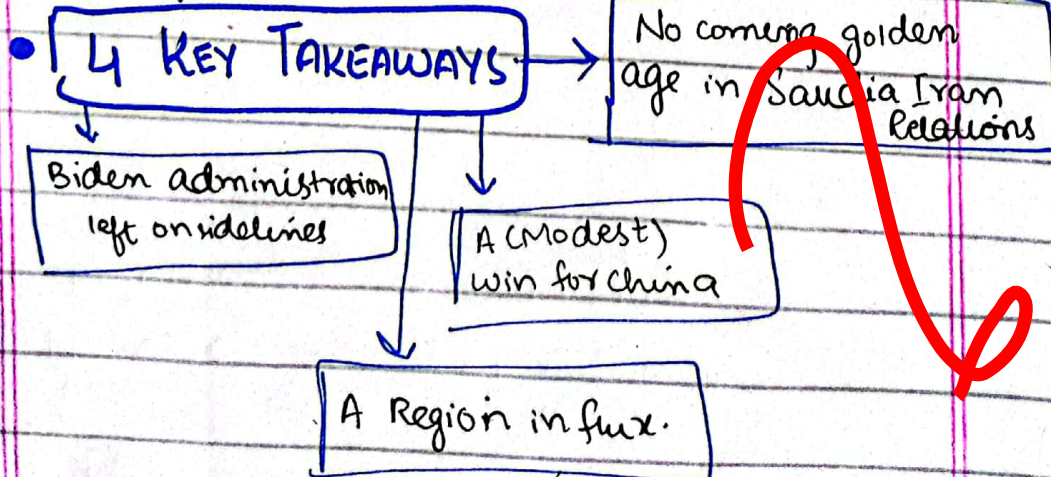 4 KEY TAKEAWAYS
No coming golden
age in Saudia Iran
Relations
Biden administration
left on sidelines
A (Modest)
win for China
A Region in flux.